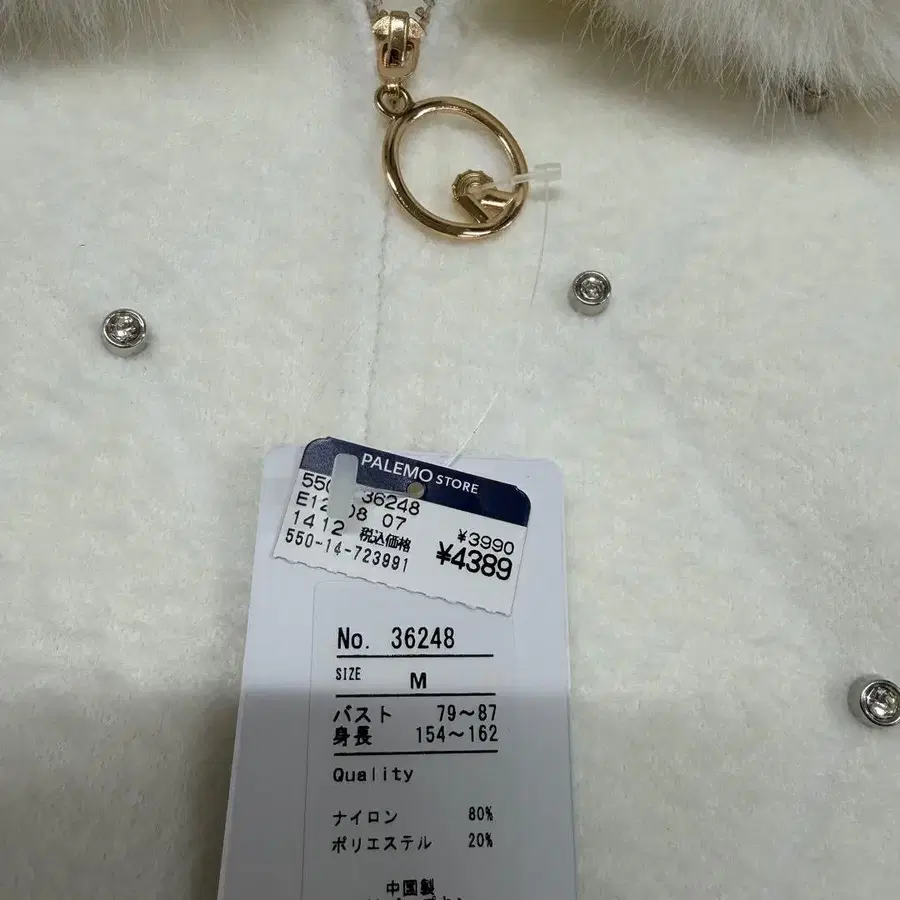 PALEMO STORE
550 36248
E12 08 07
1412 税込価格 ¥3990
550-14-723991 ¥4389
No. 36248
SIZE M
バスト 79〜87
身長 154〜162
Quality
ナイロン 80%
ポリエステル 20%
中国製